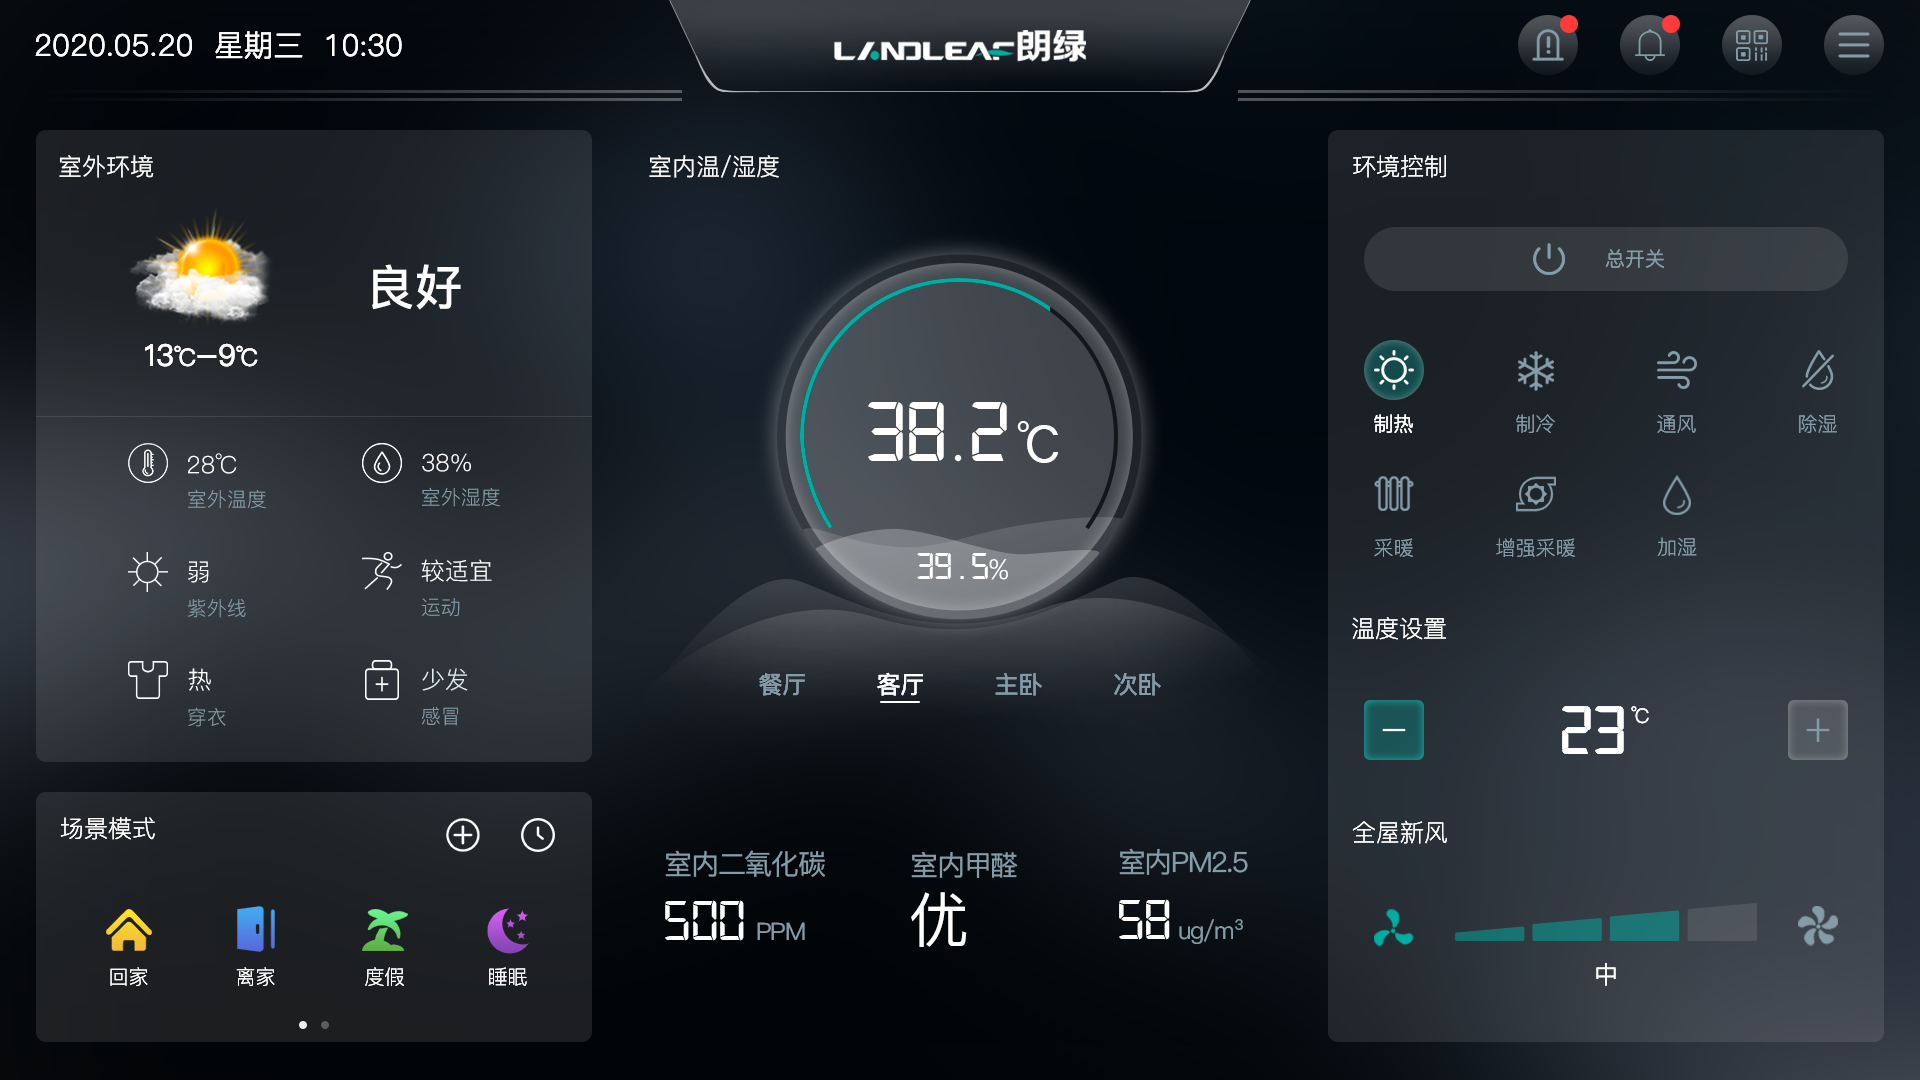 2020.05.20 星期三 10:30
LANDLEAF朗绿
室外环境
良好
13℃—9℃
28℃
室外温度
38%
室外湿度
弱
紫外线
较适宜
运动
热
穿衣
少发
感冒
场景模式
回家
离家
度假
睡眠
室内温/湿度
38.2℃
39.5%
餐厅
客厅
主卧
次卧
室内二氧化碳
500 PPM
室内甲醛
优
室内PM2.5
58 ug/m³
环境控制
总开关
制热
制冷
通风
除湿
采暖
增强采暖
加湿
温度设置
23℃
全屋新风
中